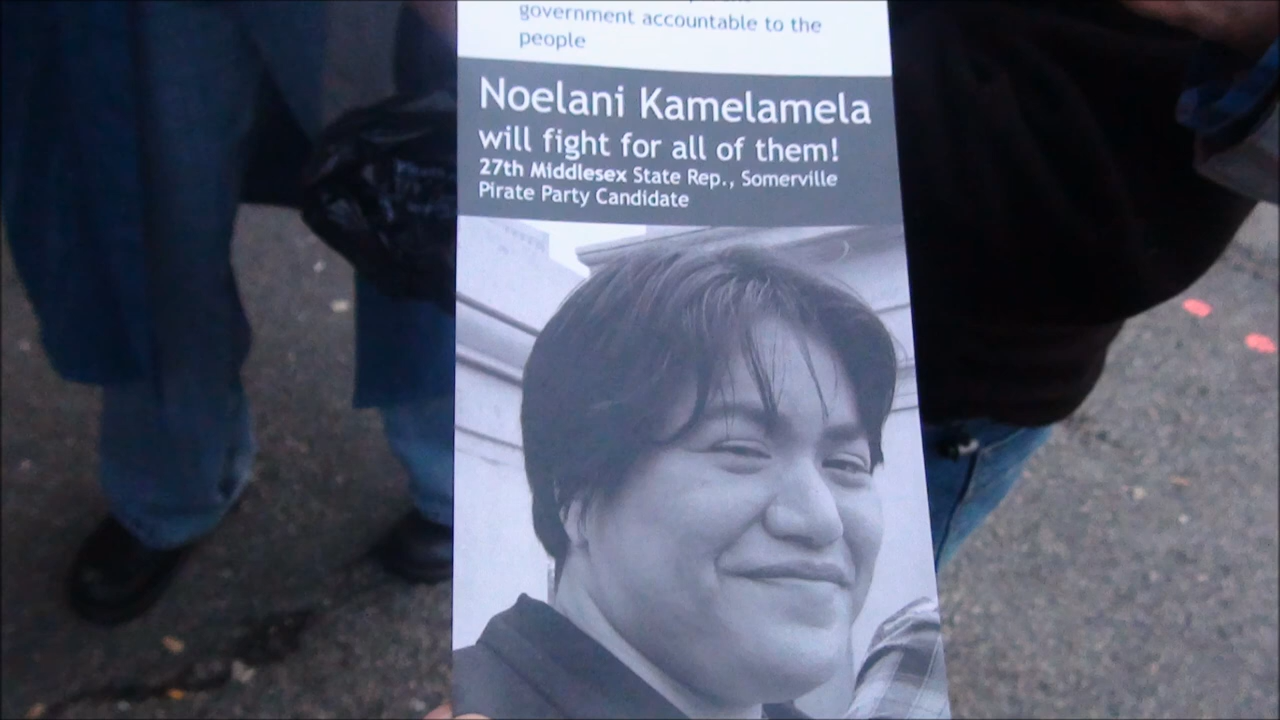 government accountable to the
people
Noelani Kamelamela
will fight for all of them!
27th Middlesex State Rep., Somerville
Pirate Party Candidate